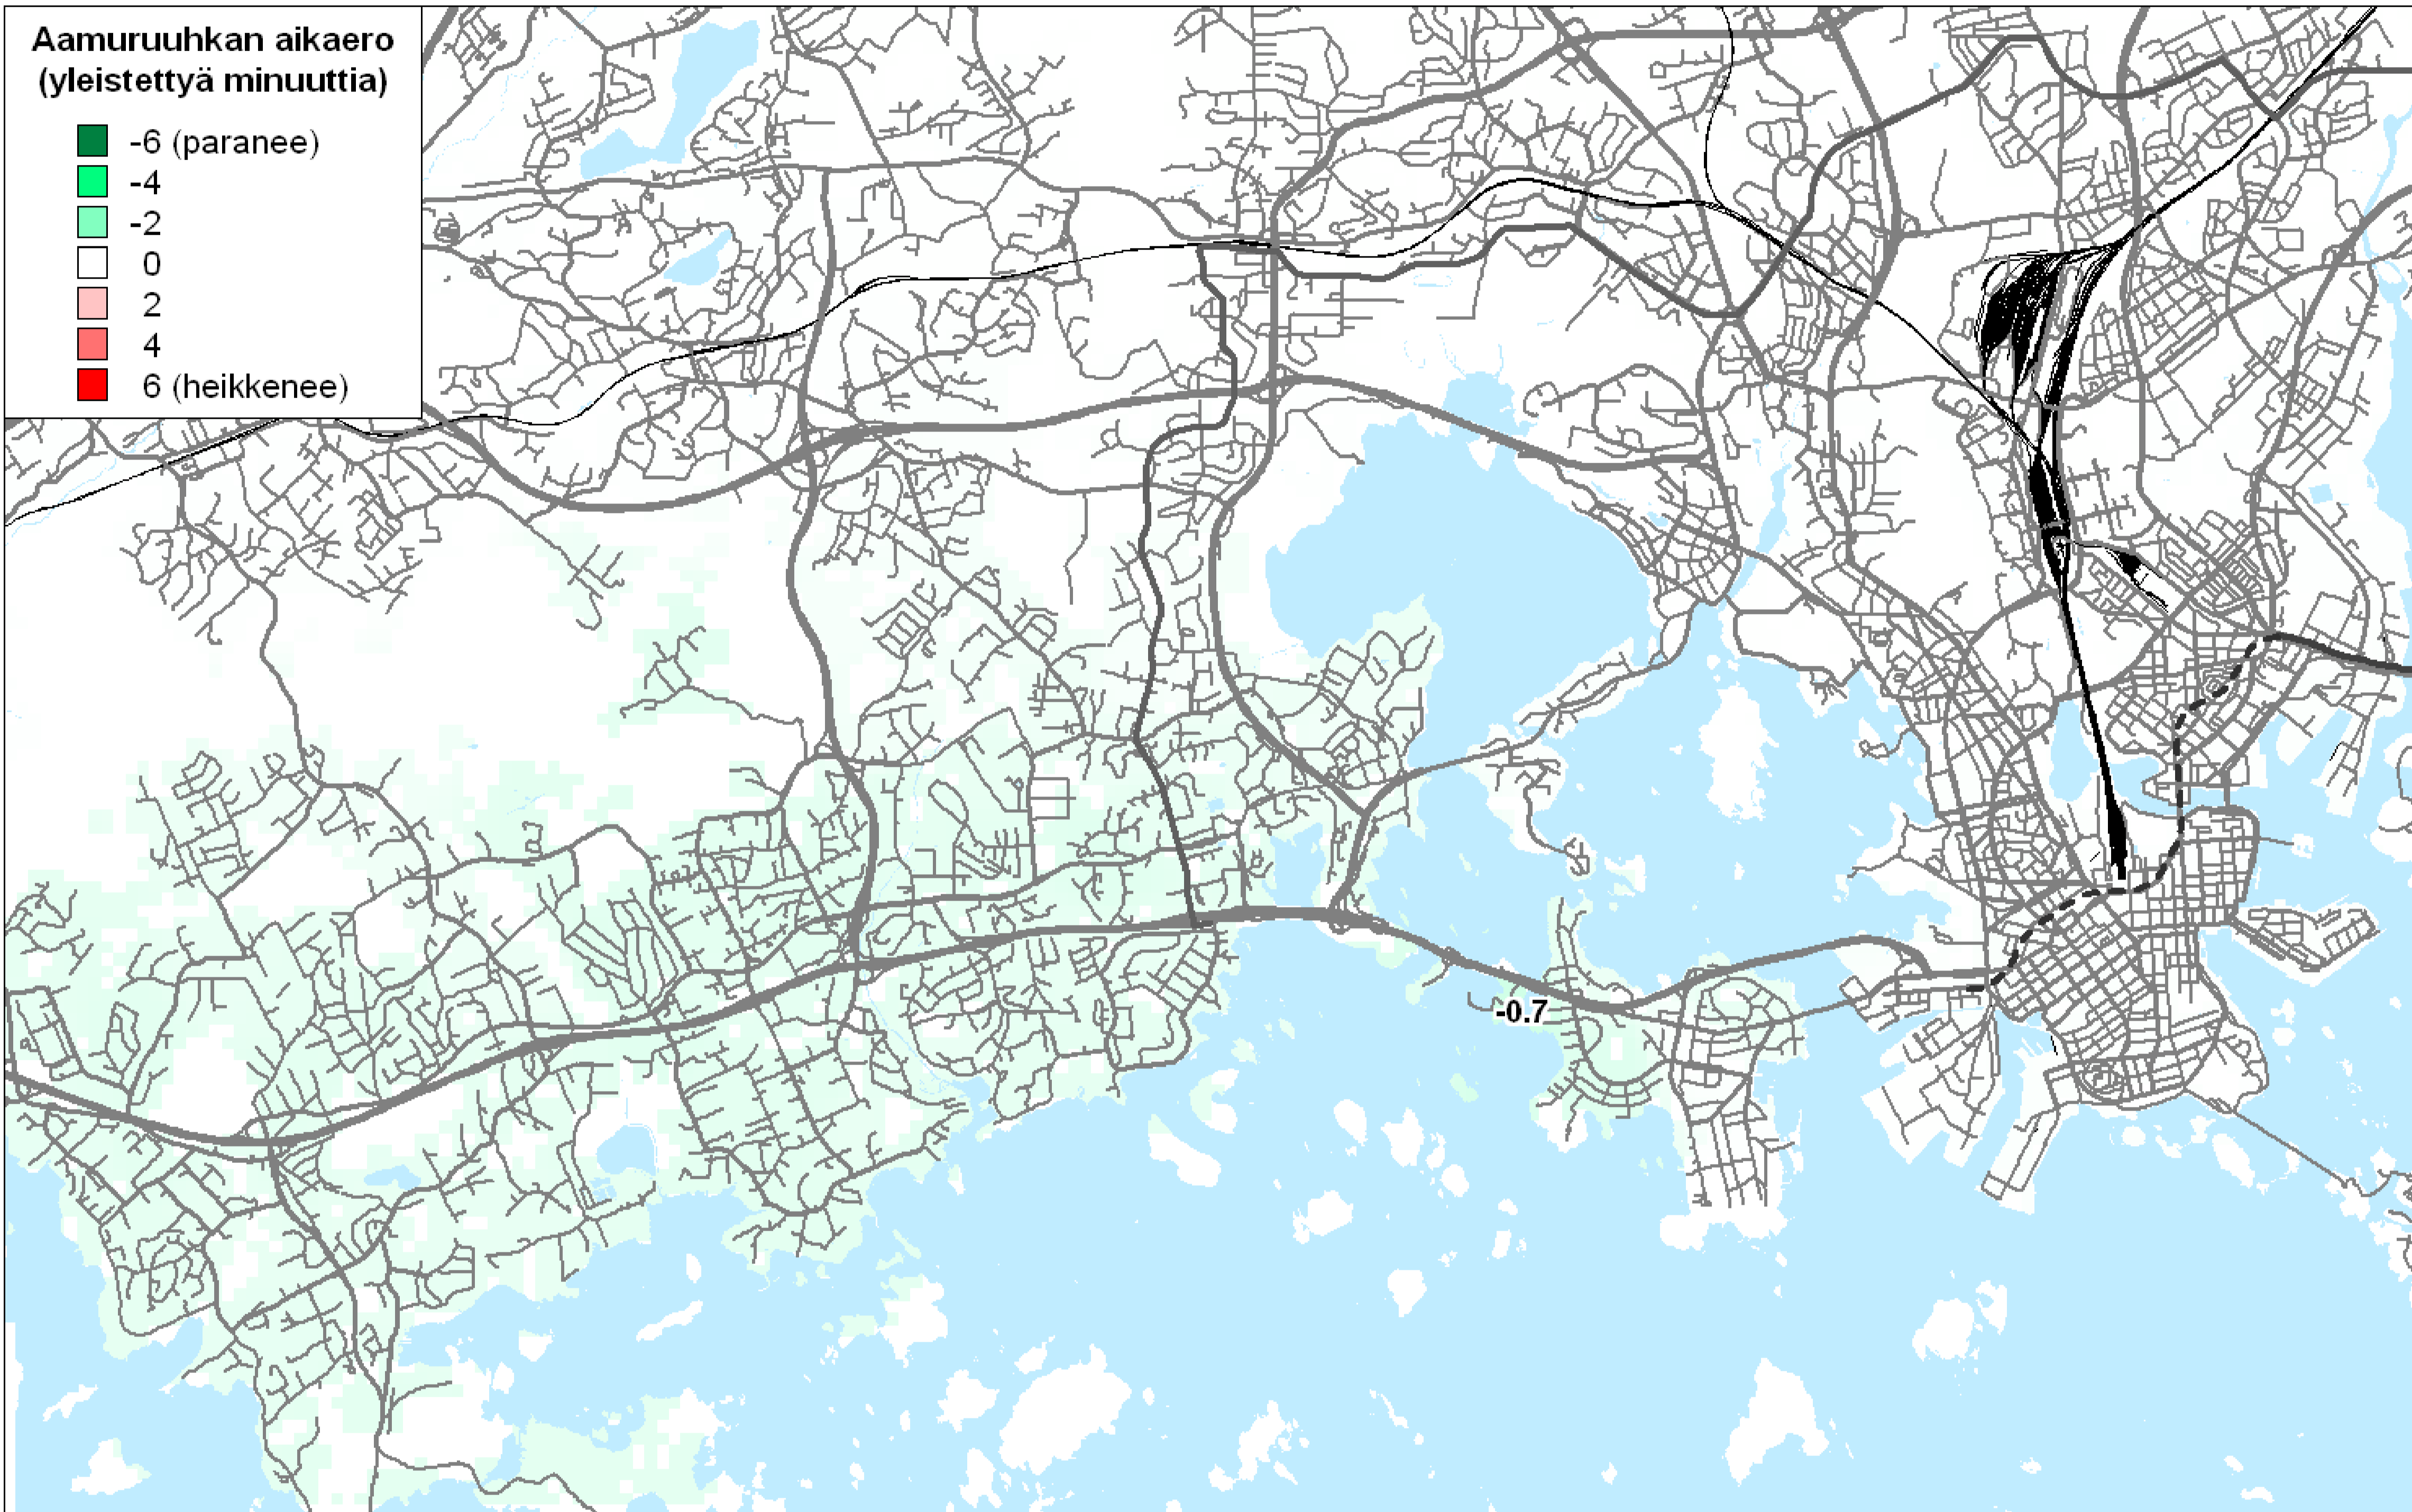 Aamuruuhkan aikaero
(yleistettyä minuuttia)
-6 (paranee)
-4
-2
0
2
4
6 (heikkenee)
-0.7